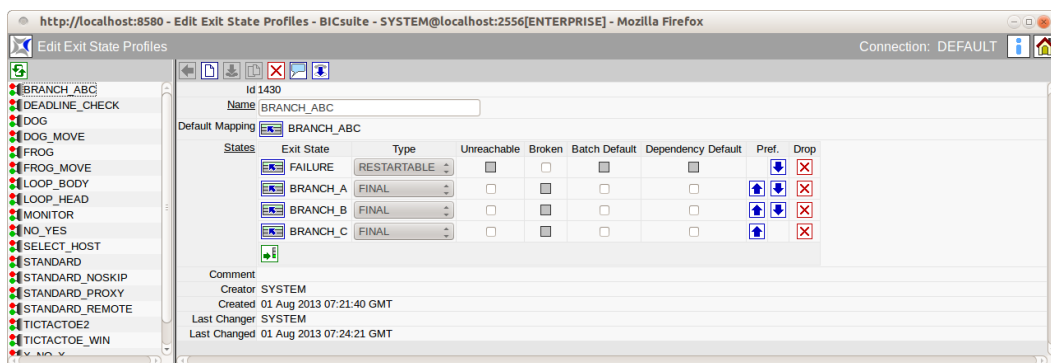 http://localhost:8580 - Edit Exit State Profiles - BICsuite - SYSTEM@localhost:2556[ENTERPRISE] - Mozilla Firefox
Edit Exit State Profiles
Connection: DEFAULT
BRANCH_ABC
DEADLINE_CHECK
DOG
DOG_MOVE
FROG
FROG_MOVE
LOOP_BODY
LOOP_HEAD
MONITOR
NO_YES
SELECT_HOST
STANDARD
STANDARD_NOSKIP
STANDARD_PROXY
STANDARD_REMOTE
TICTACTOE2
TICTACTOE_WIN
Id 1430
Name BRANCH_ABC
Default Mapping BRANCH_ABC
States Exit State Type Unreachable Broken Batch Default Dependency Default Pref. Drop
FAILURE RESTARTABLE
BRANCH_A FINAL
BRANCH_B FINAL
BRANCH_C FINAL
Comment
Creator SYSTEM
Created 01 Aug 2013 07:21:40 GMT
Last Changer SYSTEM
Last Changed 01 Aug 2013 07:24:21 GMT